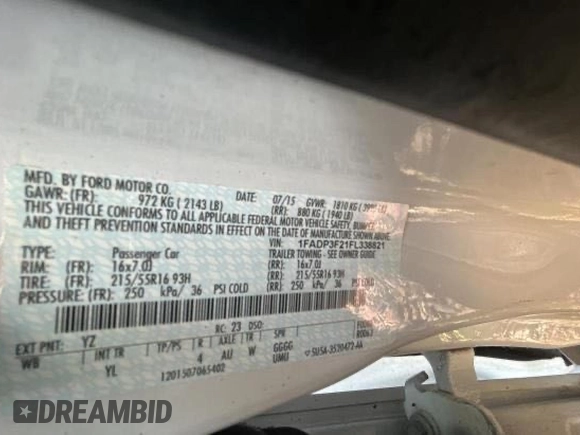 MFD. BY FORD MOTOR CO.
DATE: 07/15 GVWR: 1810 KG
GAWR: (FR): 972 KG ( 2143 LB) (RR): 880 KG ( 1940 LB)
THIS VEHICLE CONFORMS TO ALL APPLICABLE FEDERAL MOTOR VEHICLE SAFETY, BUMPER,
STANDARDS IN EFFECT ON THE DATE OF MANUFACTURE SHOWN ABOVE.
VIN: 1FADP3F21FL338821
TYPE: Passenger Car TRAILER TOWING - SEE OWNER GUIDE
RIM: (FR): 16x7.0J (RR): 16x7.0J
TIRE: (FR): 215/55R16 93H (RR): 215/55R16 93H
PRESSURE: (FR): 250 kPa/ 36 PSI COLD (RR): 250 kPa/ 36 PSI COLD
EXT PNT: YZ RC: 23 DSO:
WB INT TR TP/PS R AXLE TR SPR
YL 4 AU W GGGG
UMU
1201507065402
DREAMBID